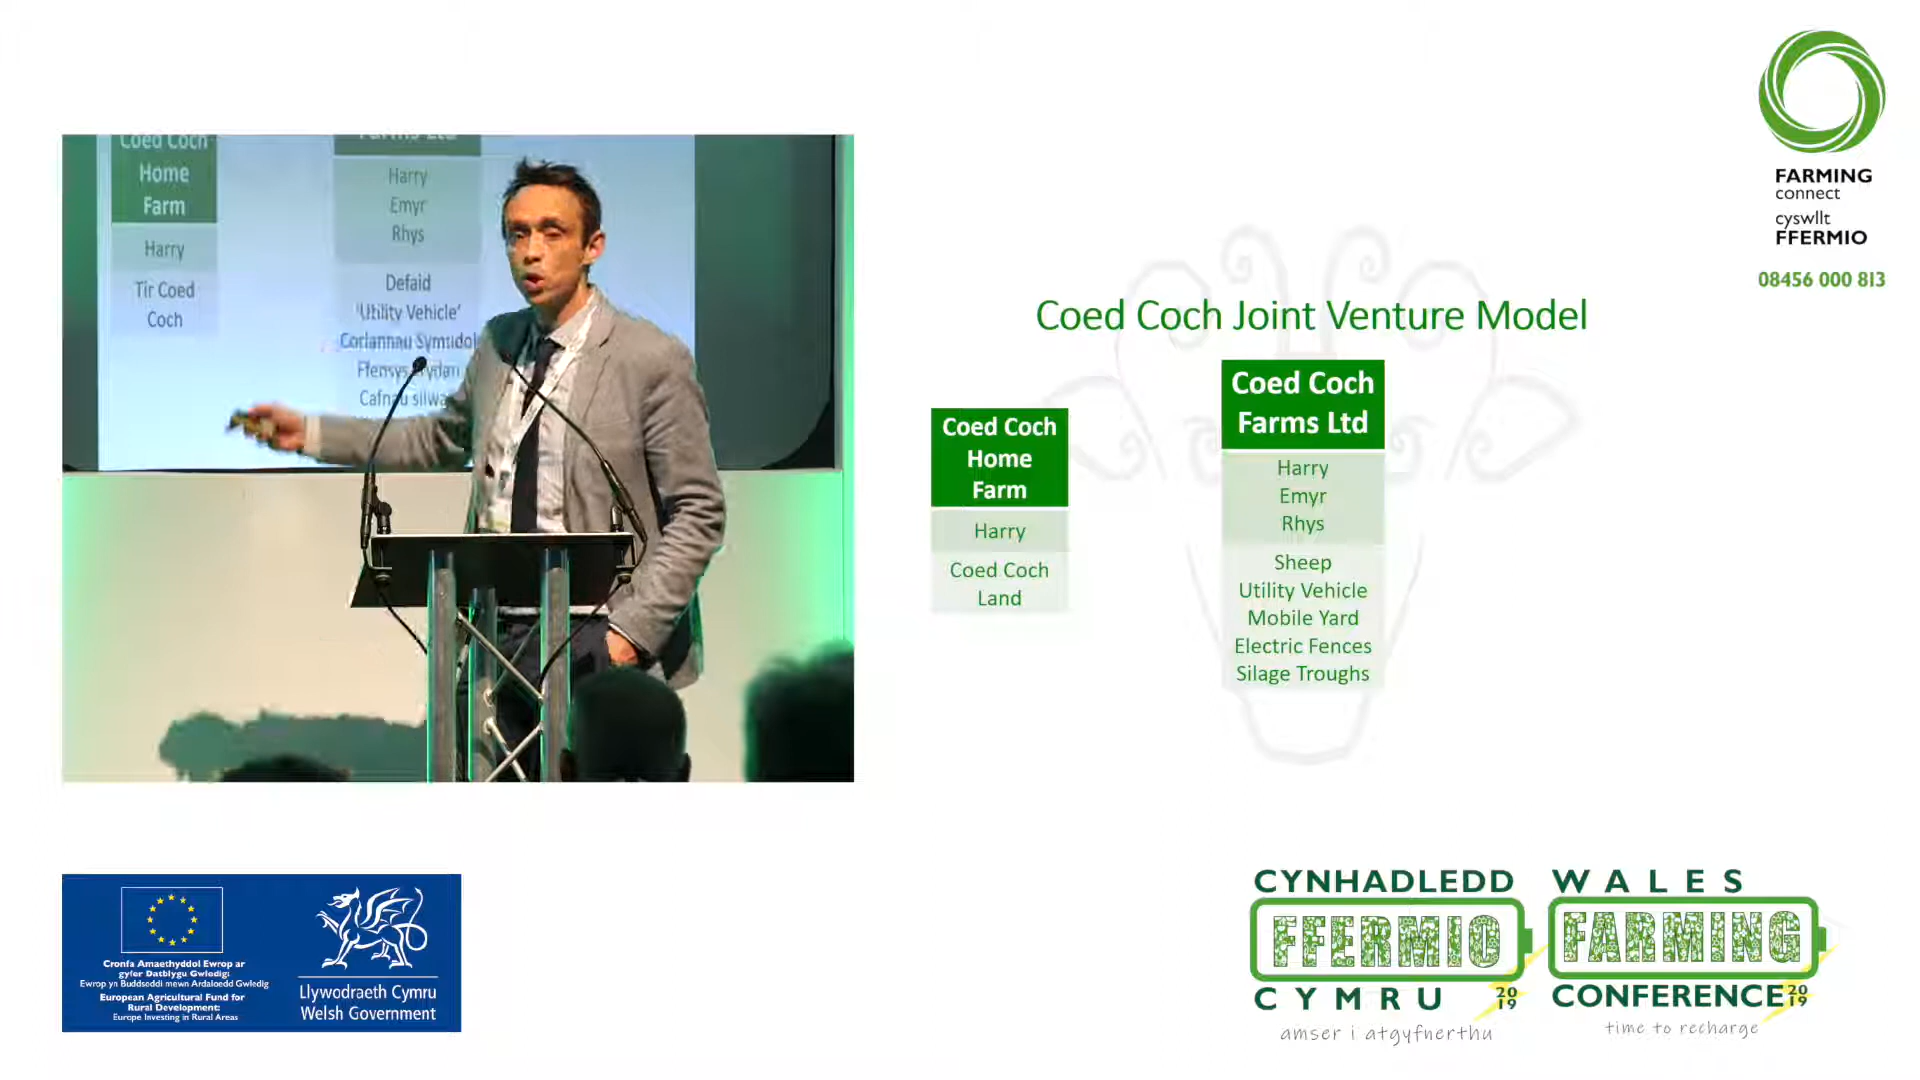 Coed Coch
Home
Farm
Harry
Tir Coed
Coch
Farms Ltd
Harry
Emyr
Rhys
Defaid
'Utility Vehicle'
Corlannau Symudol
Cafnau
Coed Coch Joint Venture Model
Coed Coch
Home
Farm
Harry
Coed Coch
Land
Coed Coch
Farms Ltd
Harry
Emyr
Rhys
Sheep
Utility Vehicle
Mobile Yard
Electric Fences
Silage Troughs
FARMING
connect
cyswllt
FFERMIO
08456 000 813
Cronfa Amaethyddol Ewrop ar
gyfer Datblygu Gwledig:
Ewrop yn Buddsoddi mewn Ardaloedd Gwledig
European Agricultural Fund for
Rural Development:
Europe Investing in Rural Areas
Llywodraeth Cymru
Welsh Government
CYNHADLEDD
FFERMIO
CYMRU 2019
amser i atgyfnerthu
WALES
FARMING
CONFERENCE 2019
time to recharge